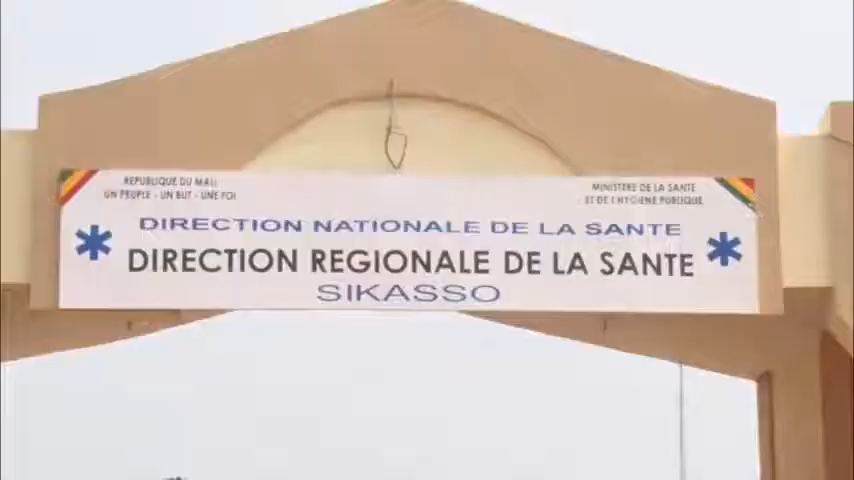 REPUBLIQUE DU MALI
UN PEUPLE - UN BUT - UNE FOI
MINISTERE DE LA SANTE
ET DE L'HYGIENE PUBLIQUE
DIRECTION NATIONALE DE LA SANTE
DIRECTION REGIONALE DE LA SANTE
SIKASSO